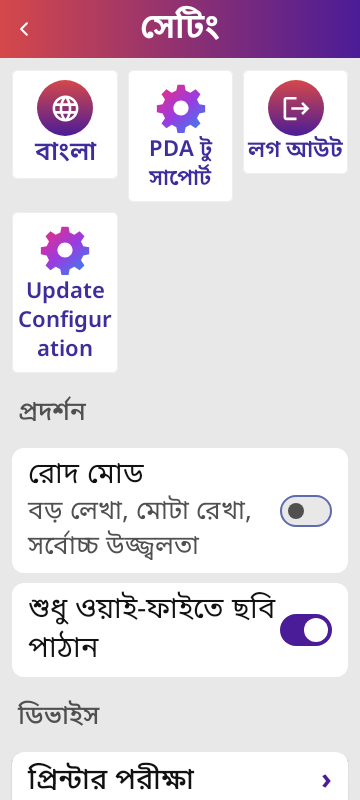 সেটিং
বাংলা
PDA টু
সাপোর্ট
লগ আউট
Update
Configur
ation
প্রদর্শন
রোদ মোড
বড় লেখা, মোটা রেখা,
সর্বোচ্চ উজ্জ্বলতা
শুধু ওয়াই-ফাইতে ছবি
পাঠান
ডিভাইস
প্রিন্টার পরীক্ষা